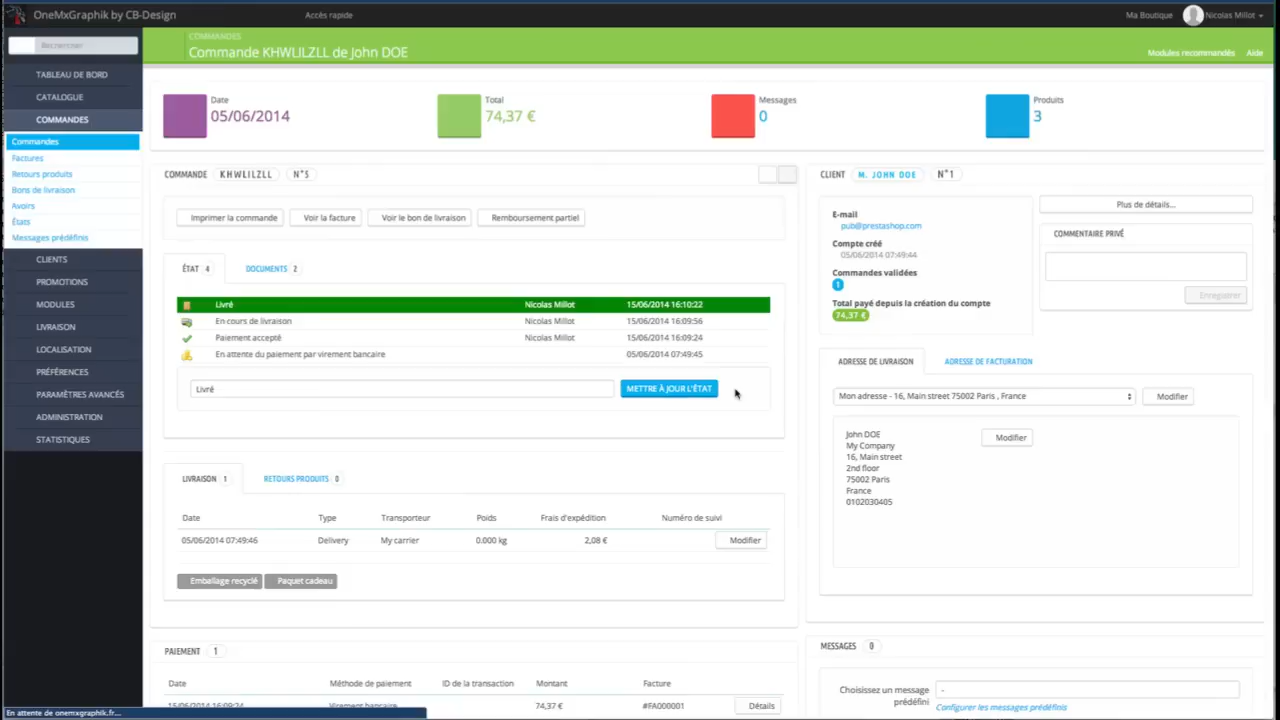 OneMxGraphik by CB-Design
Accès rapide
Ma Boutique
Nicolas Millot
Rechercher
COMMANDES
Commande KHWLILZLL de John DOE
Modules recommandés
Aide
TABLEAU DE BORD
CATALOGUE
COMMANDES
Commandes
Factures
Retours produits
Bons de livraison
Avoirs
États
Messages prédéfinis
CLIENTS
PROMOTIONS
MODULES
LIVRAISON
LOCALISATION
PRÉFÉRENCES
PARAMÈTRES AVANCÉS
ADMINISTRATION
STATISTIQUES
Date
05/06/2014
Total
74,37 €
Messages
0
Produits
3
COMMANDE KHWLILZLL N°5
Imprimer la commande
Voir la facture
Voir le bon de livraison
Remboursement partiel
ÉTAT 4
DOCUMENTS 2
Livré Nicolas Millot 15/06/2014 16:10:22
En cours de livraison Nicolas Millot 15/06/2014 16:09:56
Paiement accepté Nicolas Millot 15/06/2014 16:09:24
En attente du paiement par virement bancaire 05/06/2014 07:49:45
Livré
METTRE À JOUR L'ÉTAT
LIVRAISON 1
RETOURS PRODUITS 0
Date Type Transporteur Poids Frais d'expédition Numéro de suivi
05/06/2014 07:49:46 Delivery My carrier 0.000 kg 2,08 € Modifier
Emballage recyclé
Paquet cadeau
PAIEMENT 1
Date Méthode de paiement ID de la transaction Montant Facture
15/06/2014 16:09:24 Virement bancaire 74,37 € #FA000001 Détails
CLIENT M. JOHN DOE N°1
E-mail
pub@prestashop.com
Compte créé
05/06/2014 07:49:44
Commandes validées
1
Total payé depuis la création du compte
74,37 €
Plus de détails...
COMMENTAIRE PRIVÉ
Enregistrer
ADRESSE DE LIVRAISON
ADRESSE DE FACTURATION
Mon adresse - 16, Main street 75002 Paris , France
Modifier
John DOE
My Company
16, Main street
2nd floor
75002 Paris
France
0102030405
Modifier
MESSAGES 0
Choisissez un message
prédéfini
-
Configurer les messages prédéfinis
En attente de onemxgraphik.fr...